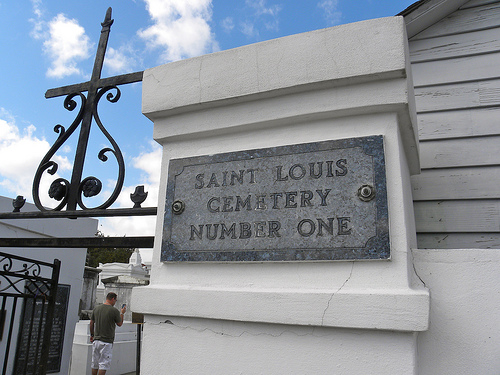 SAINT LOUIS
CEMETERY
NUMBER ONE